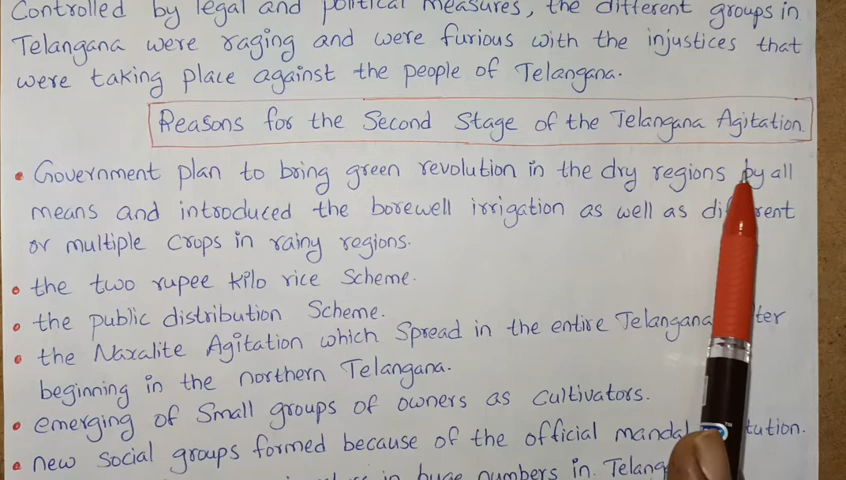 Controlled by legal and political measures, the different groups in
Telangana were raging and were furious with the injustices that
were taking place against the people of Telangana.
Reasons for the Second Stage of the Telangana Agitation
• Government plan to bring green revolution in the dry regions by all
means and introduced the borewell irrigation as well as
or multiple crops in rainy regions.
• the two rupee kilo rice Scheme.
• the public distribution Scheme.
• the Naxalite Agitation which Spread in the entire Telangana
beginning in the northern Telangana.
• emerging of Small groups of owners as cultivators.
• new Social groups formed because of the official mandal
in huge numbers in